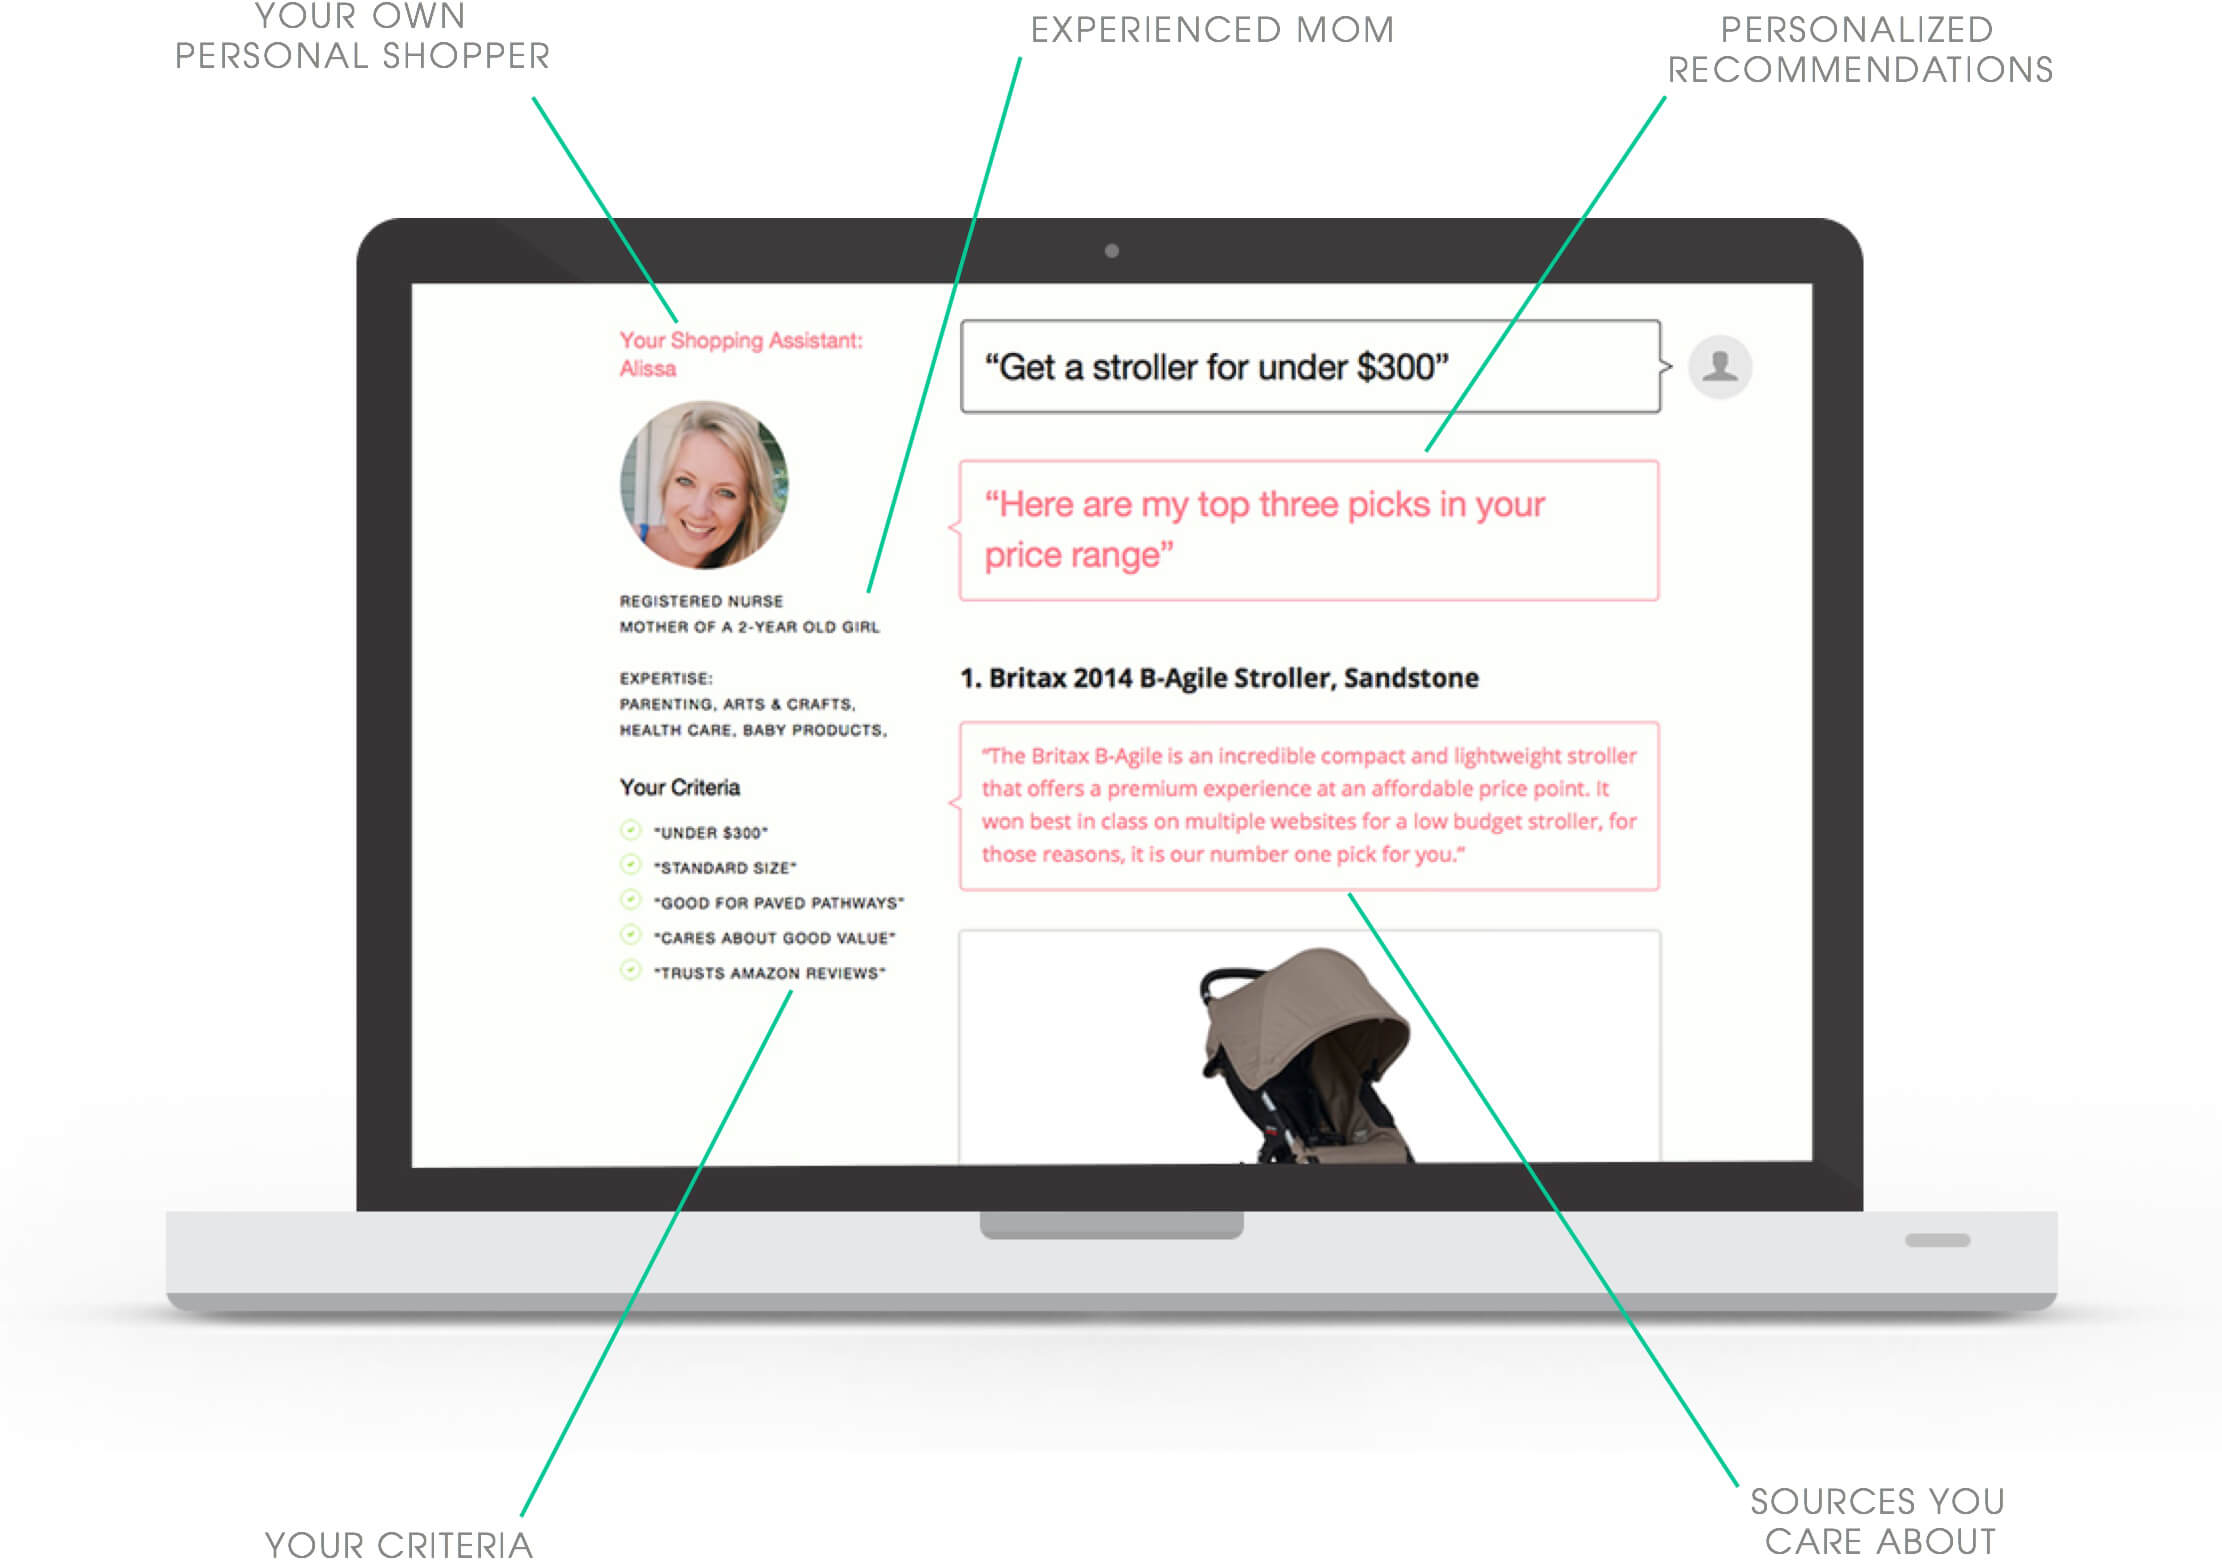 YOUR OWN
PERSONAL SHOPPER
EXPERIENCED MOM
PERSONALIZED
RECOMMENDATIONS
Your Shopping Assistant:
Alissa
REGISTERED NURSE
MOTHER OF A 2-YEAR OLD GIRL
EXPERTISE:
PARENTING, ARTS & CRAFTS,
HEALTH CARE, BABY PRODUCTS,
Your Criteria
"UNDER $300"
"STANDARD SIZE"
"GOOD FOR PAVED PATHWAYS"
"CARES ABOUT GOOD VALUE"
"TRUSTS AMAZON REVIEWS"
“Get a stroller for under $300”
“Here are my top three picks in your
price range”
1. Britax 2014 B-Agile Stroller, Sandstone
“The Britax B-Agile is an incredible compact and lightweight stroller
that offers a premium experience at an affordable price point. It
won best in class on multiple websites for a low budget stroller, for
those reasons, it is our number one pick for you.”
YOUR CRITERIA
SOURCES YOU
CARE ABOUT